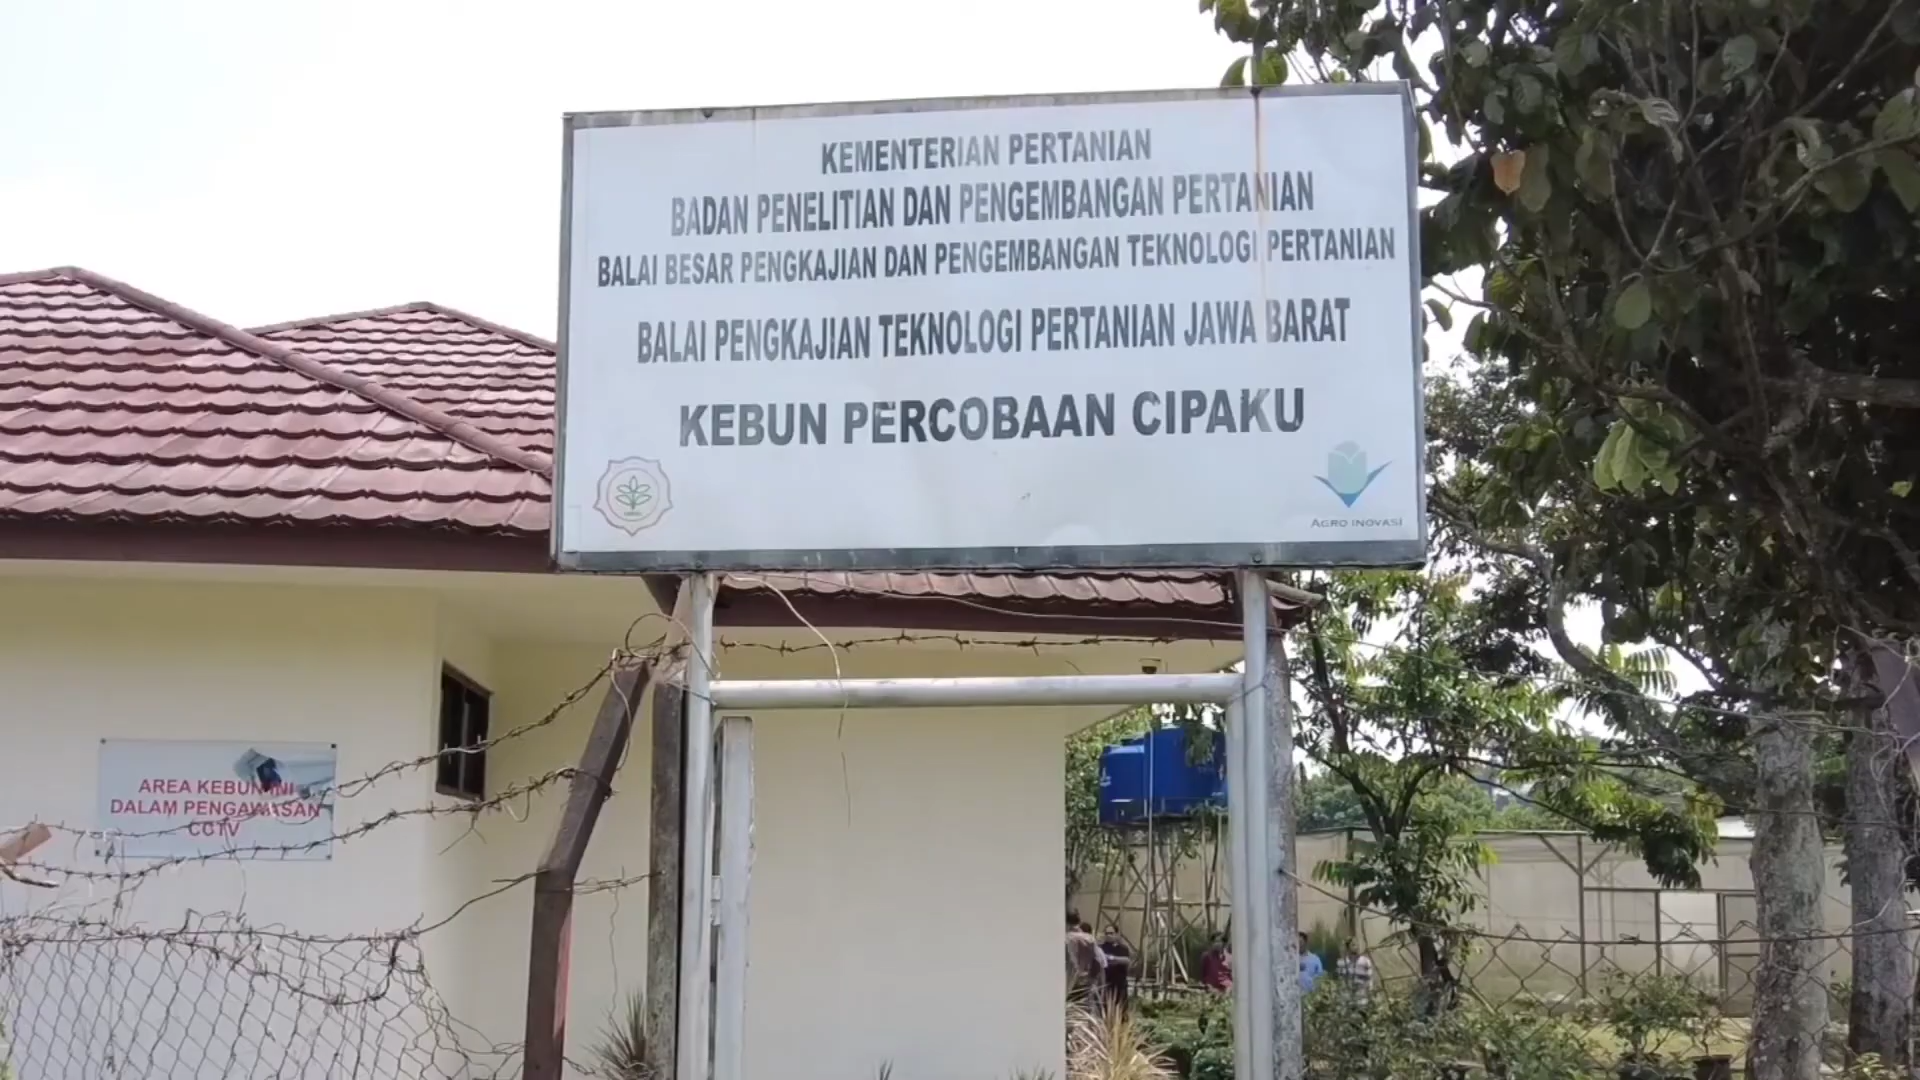 KEMENTERIAN PERTANIAN
BADAN PENELITIAN DAN PENGEMBANGAN PERTANIAN
BALAI BESAR PENGKAJIAN DAN PENGEMBANGAN TEKNOLOGI PERTANIAN
BALAI PENGKAJIAN TEKNOLOGI PERTANIAN JAWA BARAT
KEBUN PERCOBAAN CIPAKU
AGRO INOVASI
AREA KEBUN INI
DALAM PENGAWASAN
CCTV